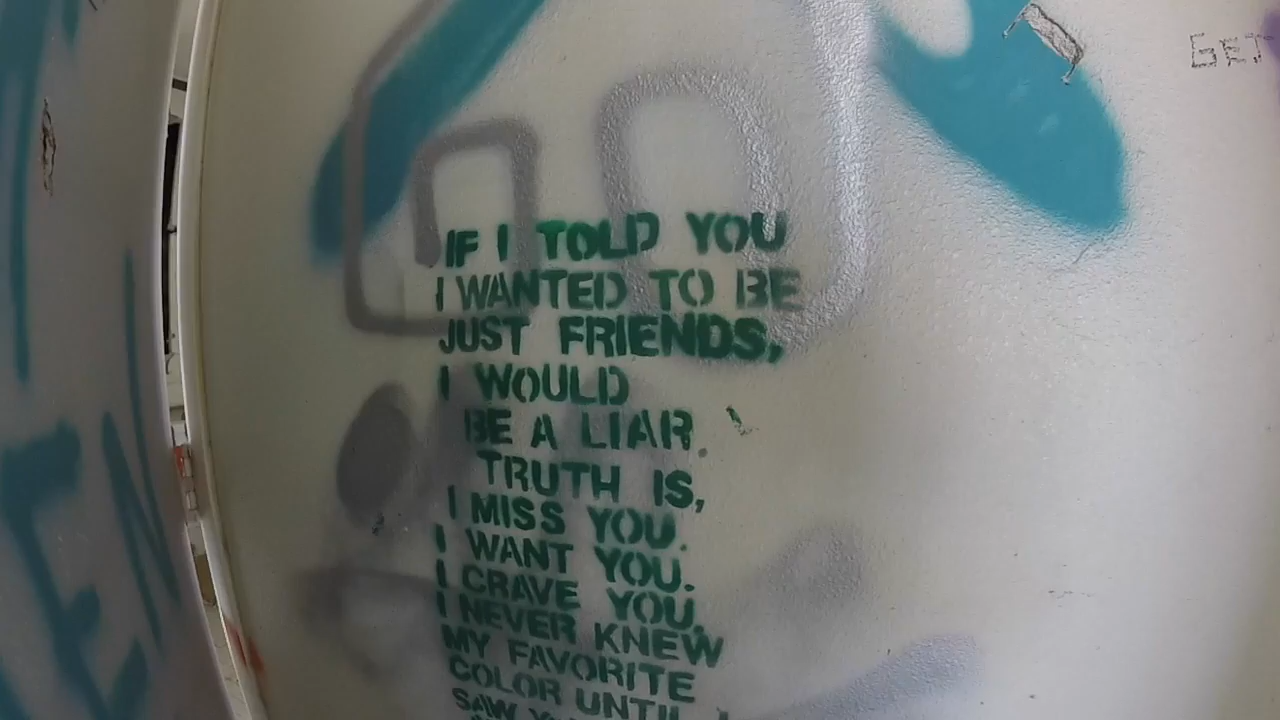 IF I TOLD YOU
I WANTED TO BE
JUST FRIENDS,
I WOULD
BE A LIAR.
TRUTH IS,
I MISS YOU.
I WANT YOU.
I CRAVE YOU.
I NEVER KNEW
MY FAVORITE
COLOR UNTIL I
SAW
GET